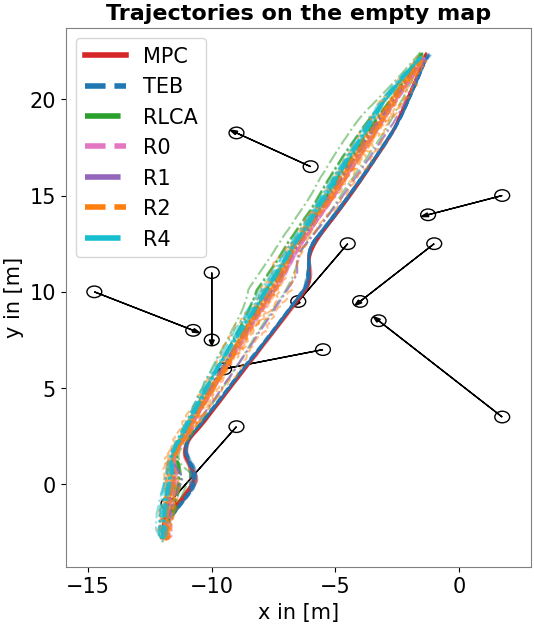 Trajectories on the empty map
MPC
TEB
RLCA
R0
R1
R2
R4
20
15
10
5
0
y in [m]
−15
−10
−5
0
x in [m]